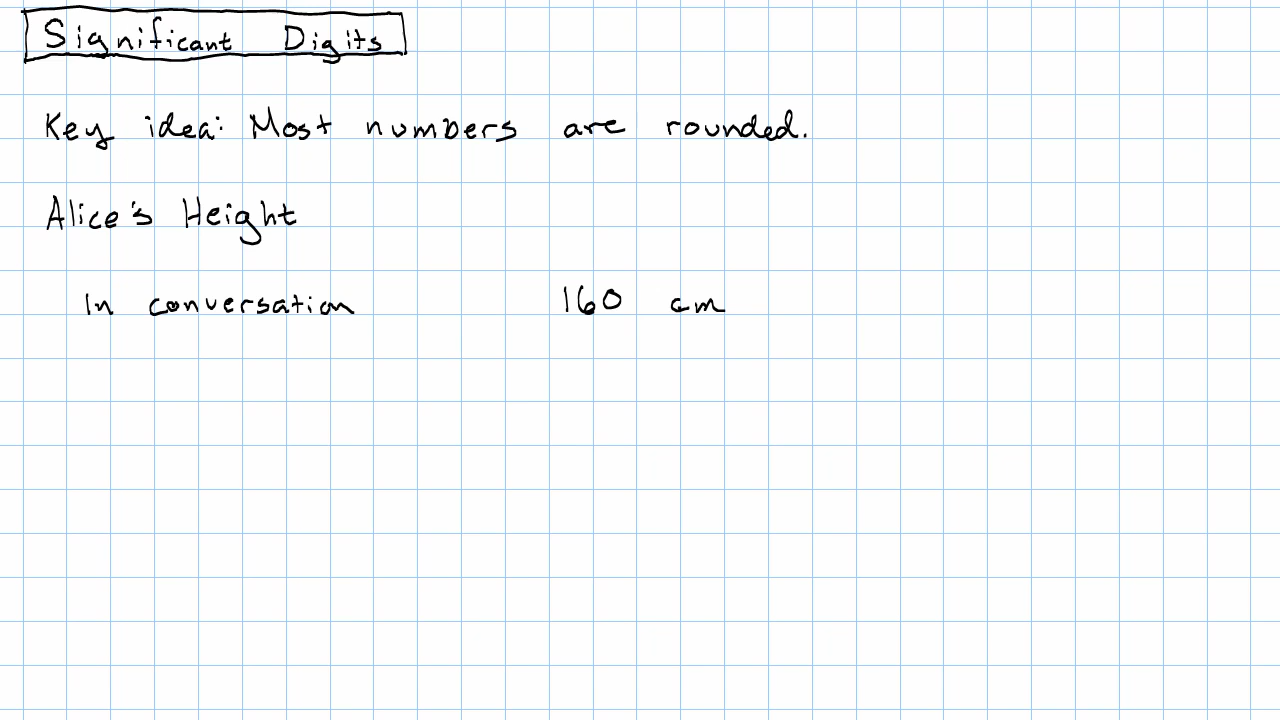 Significant Digits
Key idea: Most numbers are rounded.
Alice's Height
In conversation 160 cm